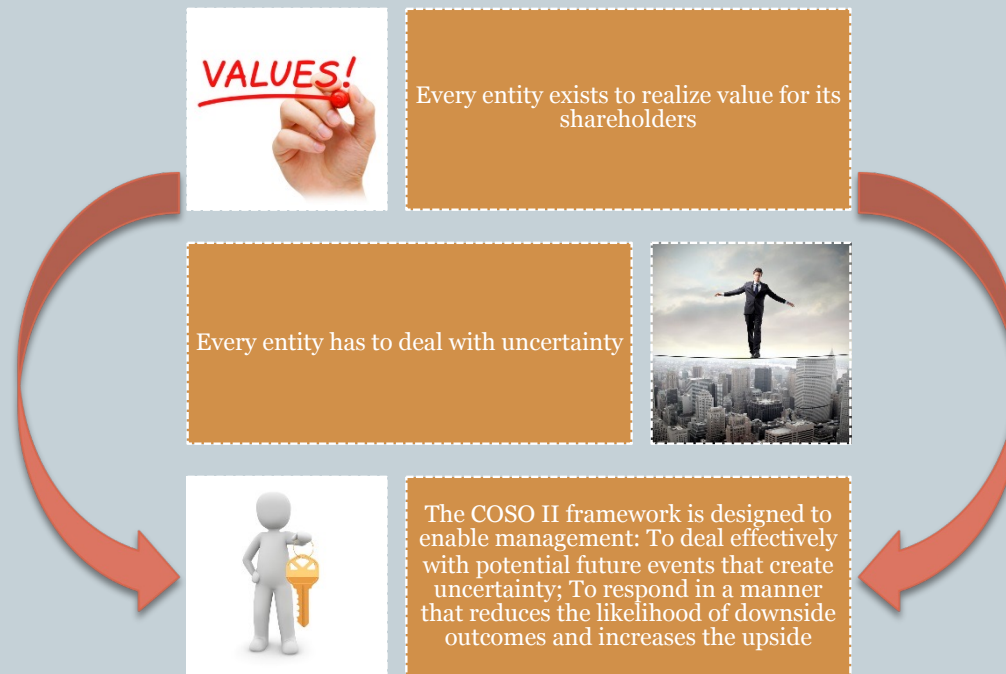 VALUES!
Every entity exists to realize value for its
shareholders
Every entity has to deal with uncertainty
The COSO II framework is designed to
enable management: To deal effectively
with potential future events that create
uncertainty; To respond in a manner
that reduces the likelihood of downside
outcomes and increases the upside